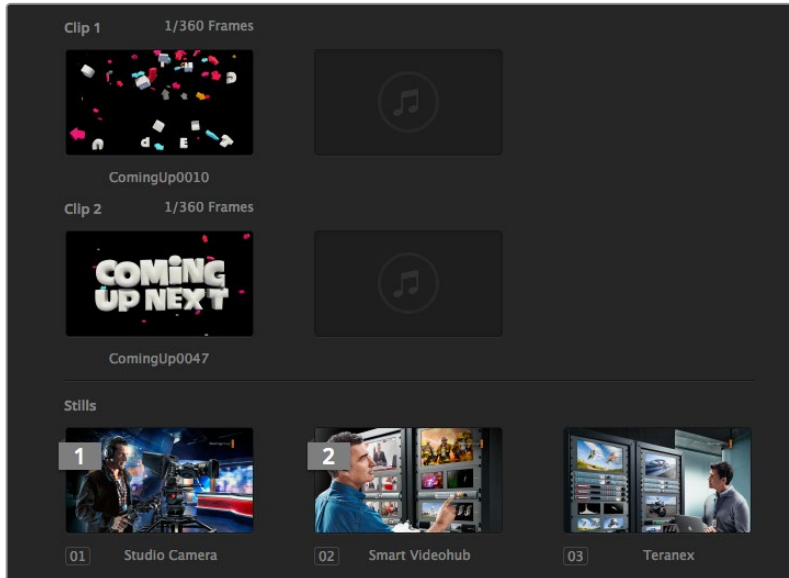 Clip 1 1/360 Frames
ComingUp0010
Clip 2 1/360 Frames
COMiNG
UP NEXT
ComingUp0047
Stills
1 2
01 Studio Camera 02 Smart Videohub 03 Teranex